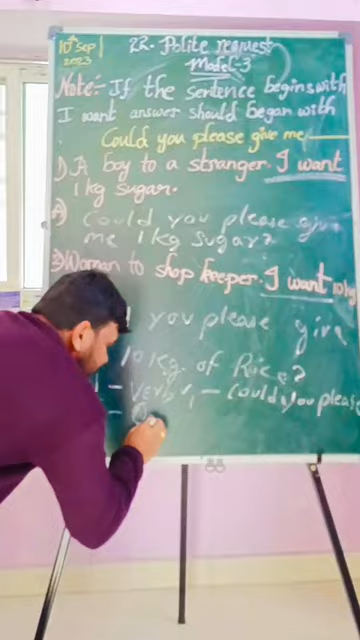 10th Sep 2023
22. Polite request
Model-3
Note:- If the sentence begins with
I want answer should began with
Could you please give me
1) A boy to a stranger. I want
1 kg sugar.
A) Could you please give
me 1 kg sugar?
2) Woman to shop keeper. I want 10 kg
you please give
10 kg. of Rice?
- Verb V1 - Could you please
-